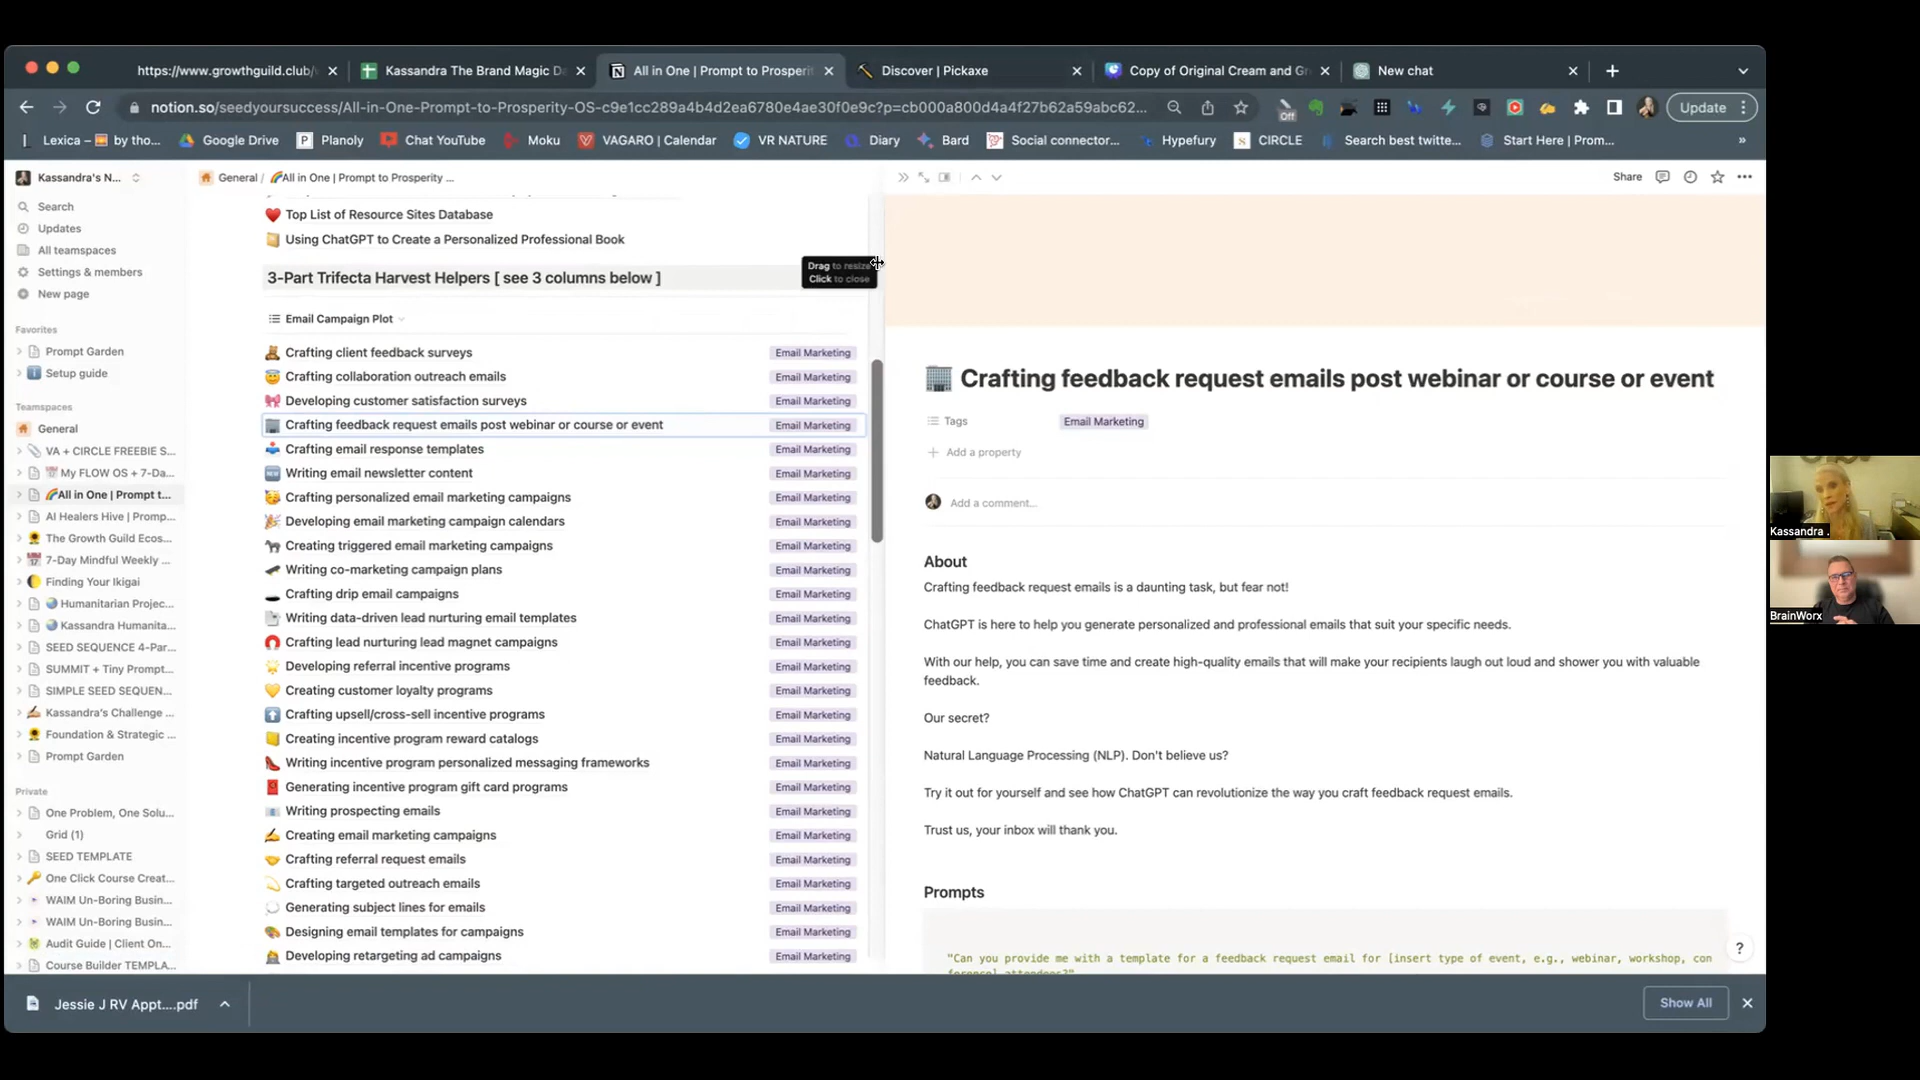 https://www.growthguild.club/
Kassandra The Brand Magic D
All in One | Prompt to Prosperi
Discover | Pickaxe
Copy of Original Cream and Gr
New chat
notion.so/seedyoursuccess/All-in-One-Prompt-to-Prosperity-OS-c9e1cc289a4b4d2ea6780e4ae30f0e9c?p=cb000a800d4a4f27b62a59abc62...
Off
Update
Lexica – by tho...
Google Drive
Planoly
Chat YouTube
Moku
VAGARO | Calendar
VR NATURE
Diary
Bard
Social connector...
Hypefury
CIRCLE
Search best twitte...
Start Here | Prom...
Kassandra's N...
Search
Updates
All teamspaces
Settings & members
New page
Favorites
Prompt Garden
Setup guide
Teamspaces
General
VA + CIRCLE FREEBIE S...
My FLOW OS + 7-Da...
All in One | Prompt t...
AI Healers Hive | Promp...
The Growth Guild Ecos...
7-Day Mindful Weekly ...
Finding Your Ikigai
Humanitarian Projec...
Kassandra Humanita...
SEED SEQUENCE 4-Par...
SUMMIT + Tiny Prompt...
SIMPLE SEED SEQUEN...
Kassandra's Challenge ...
Foundation & Strategic ...
Prompt Garden
Private
One Problem, One Solu...
Grid (1)
SEED TEMPLATE
One Click Course Creat...
WAIM Un-Boring Busin...
WAIM Un-Boring Busin...
Audit Guide | Client On...
Course Builder TEMPLA...
General / All in One | Prompt to Prosperity ...
Top List of Resource Sites Database
Using ChatGPT to Create a Personalized Professional Book
3-Part Trifecta Harvest Helpers [ see 3 columns below ]
Drag to resize
Click to close
Email Campaign Plot
Crafting client feedback surveys Email Marketing
Crafting collaboration outreach emails Email Marketing
Developing customer satisfaction surveys Email Marketing
Crafting feedback request emails post webinar or course or event Email Marketing
Crafting email response templates Email Marketing
Writing email newsletter content Email Marketing
Crafting personalized email marketing campaigns Email Marketing
Developing email marketing campaign calendars Email Marketing
Creating triggered email marketing campaigns Email Marketing
Writing co-marketing campaign plans Email Marketing
Crafting drip email campaigns Email Marketing
Writing data-driven lead nurturing email templates Email Marketing
Crafting lead nurturing lead magnet campaigns Email Marketing
Developing referral incentive programs Email Marketing
Creating customer loyalty programs Email Marketing
Crafting upsell/cross-sell incentive programs Email Marketing
Creating incentive program reward catalogs Email Marketing
Writing incentive program personalized messaging frameworks Email Marketing
Generating incentive program gift card programs Email Marketing
Writing prospecting emails Email Marketing
Creating email marketing campaigns Email Marketing
Crafting referral request emails Email Marketing
Crafting targeted outreach emails Email Marketing
Generating subject lines for emails Email Marketing
Designing email templates for campaigns Email Marketing
Developing retargeting ad campaigns Email Marketing
Share
Crafting feedback request emails post webinar or course or event
Tags Email Marketing
Add a property
Add a comment...
About
Crafting feedback request emails is a daunting task, but fear not!
ChatGPT is here to help you generate personalized and professional emails that suit your specific needs.
With our help, you can save time and create high-quality emails that will make your recipients laugh out loud and shower you with valuable
feedback.
Our secret?
Natural Language Processing (NLP). Don't believe us?
Try it out for yourself and see how ChatGPT can revolutionize the way you craft feedback request emails.
Trust us, your inbox will thank you.
Prompts
"Can you provide me with a template for a feedback request email for [insert type of event, e.g., webinar, workshop, con
ference] attendees?"
?
Kassandra .
BrainWorx
Jessie J RV Appt....pdf
Show All